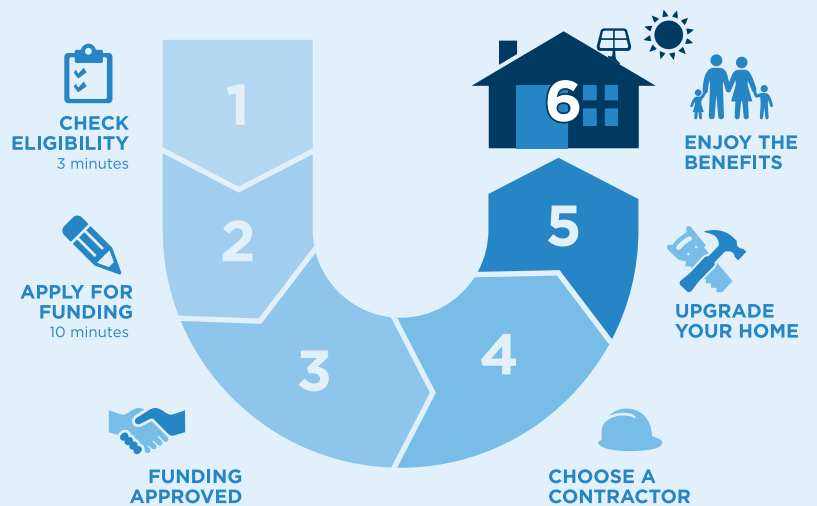 1
CHECK
ELIGIBILITY
3 minutes
2
APPLY FOR
FUNDING
10 minutes
3
FUNDING
APPROVED
4
CHOOSE A
CONTRACTOR
5
UPGRADE
YOUR HOME
6
ENJOY THE
BENEFITS